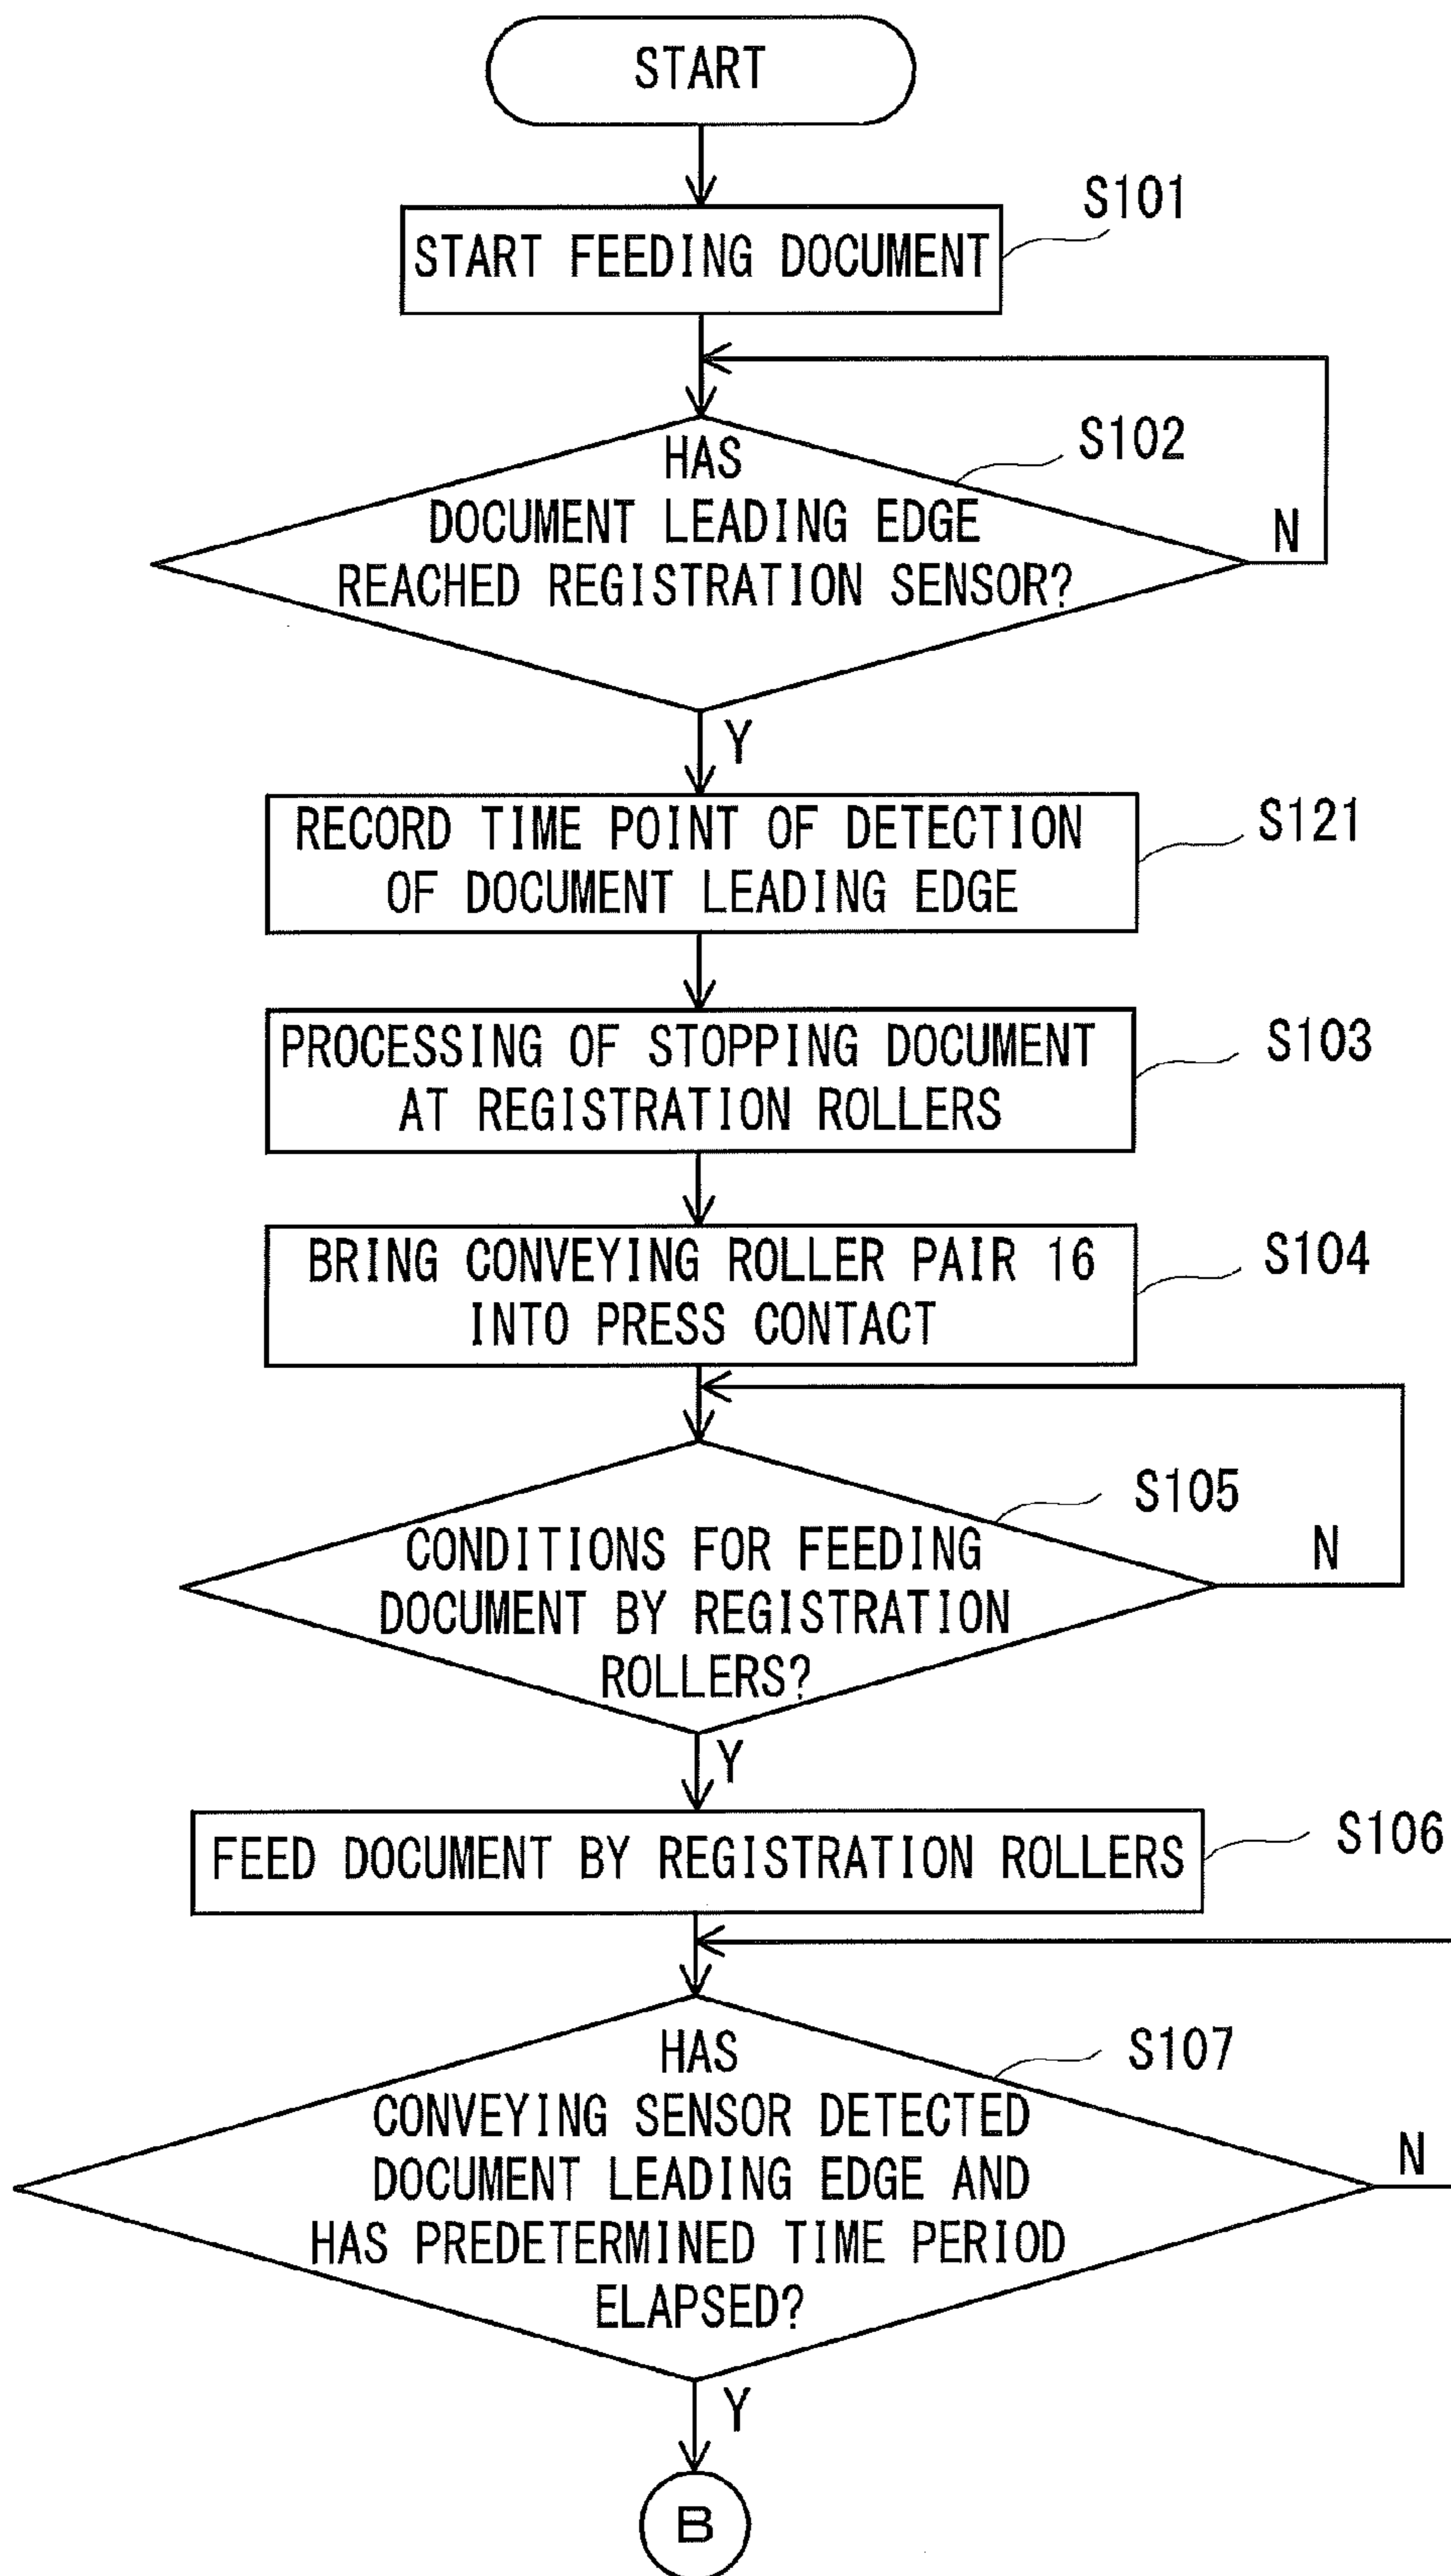 START
S101
START FEEDING DOCUMENT
S102
HAS
DOCUMENT LEADING EDGE
REACHED REGISTRATION SENSOR?
N
Y
S121
RECORD TIME POINT OF DETECTION
OF DOCUMENT LEADING EDGE
S103
PROCESSING OF STOPPING DOCUMENT
AT REGISTRATION ROLLERS
S104
BRING CONVEYING ROLLER PAIR 16
INTO PRESS CONTACT
S105
CONDITIONS FOR FEEDING
DOCUMENT BY REGISTRATION
ROLLERS?
N
Y
S106
FEED DOCUMENT BY REGISTRATION ROLLERS
S107
HAS
CONVEYING SENSOR DETECTED
DOCUMENT LEADING EDGE AND
HAS PREDETERMINED TIME PERIOD
ELAPSED?
N
Y
B